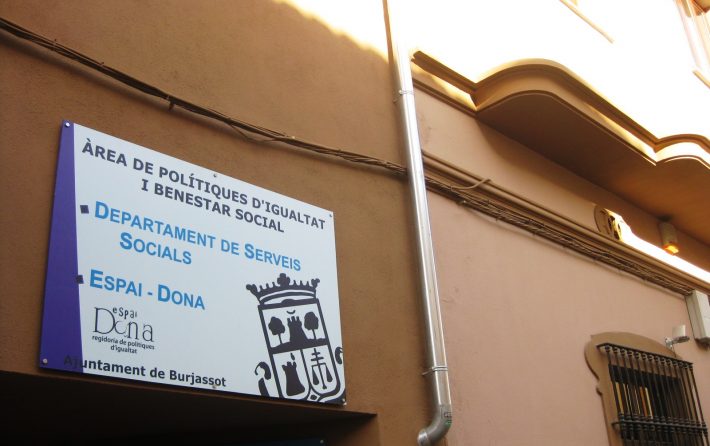 ÀREA DE POLÍTIQUES D'IGUALTAT
I BENESTAR SOCIAL
DEPARTAMENT DE SERVEIS
SOCIALS
ESPAI - DONA
espai
Dona
regidoria de polítiques
d'igualtat
Ajuntament de Burjassot